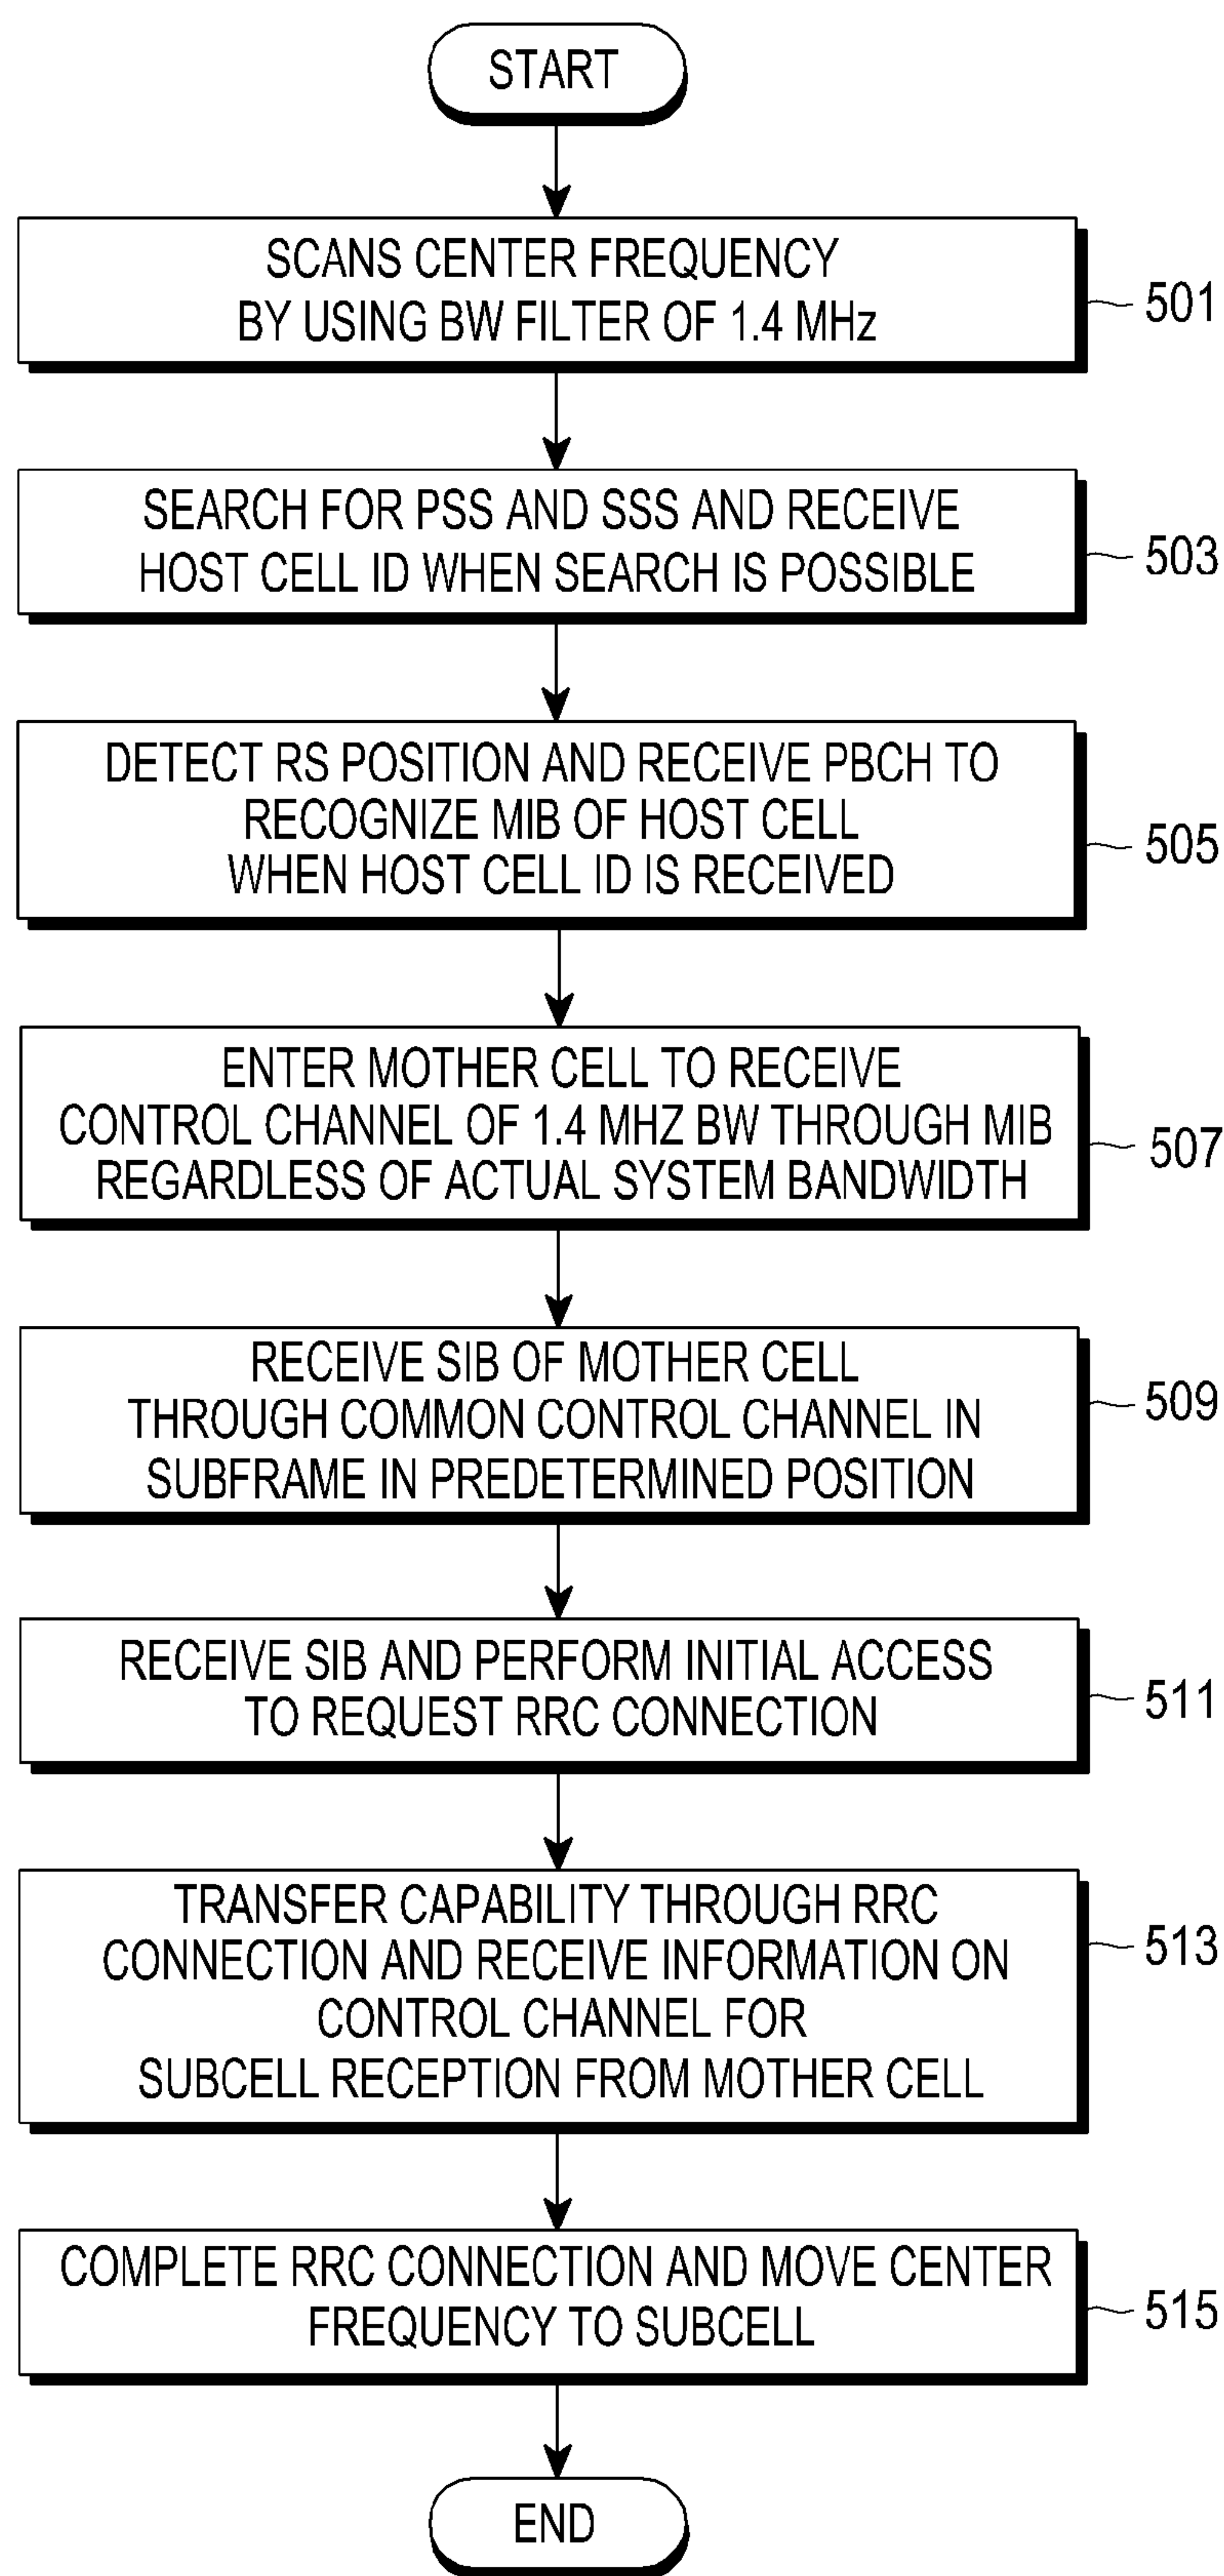 START
SCANS CENTER FREQUENCY
BY USING BW FILTER OF 1.4 MHz
501
SEARCH FOR PSS AND SSS AND RECEIVE
HOST CELL ID WHEN SEARCH IS POSSIBLE
503
DETECT RS POSITION AND RECEIVE PBCH TO
RECOGNIZE MIB OF HOST CELL
WHEN HOST CELL ID IS RECEIVED
505
ENTER MOTHER CELL TO RECEIVE
CONTROL CHANNEL OF 1.4 MHZ BW THROUGH MIB
REGARDLESS OF ACTUAL SYSTEM BANDWIDTH
507
RECEIVE SIB OF MOTHER CELL
THROUGH COMMON CONTROL CHANNEL IN
SUBFRAME IN PREDETERMINED POSITION
509
RECEIVE SIB AND PERFORM INITIAL ACCESS
TO REQUEST RRC CONNECTION
511
TRANSFER CAPABILITY THROUGH RRC
CONNECTION AND RECEIVE INFORMATION ON
CONTROL CHANNEL FOR
SUBCELL RECEPTION FROM MOTHER CELL
513
COMPLETE RRC CONNECTION AND MOVE CENTER
FREQUENCY TO SUBCELL
515
END